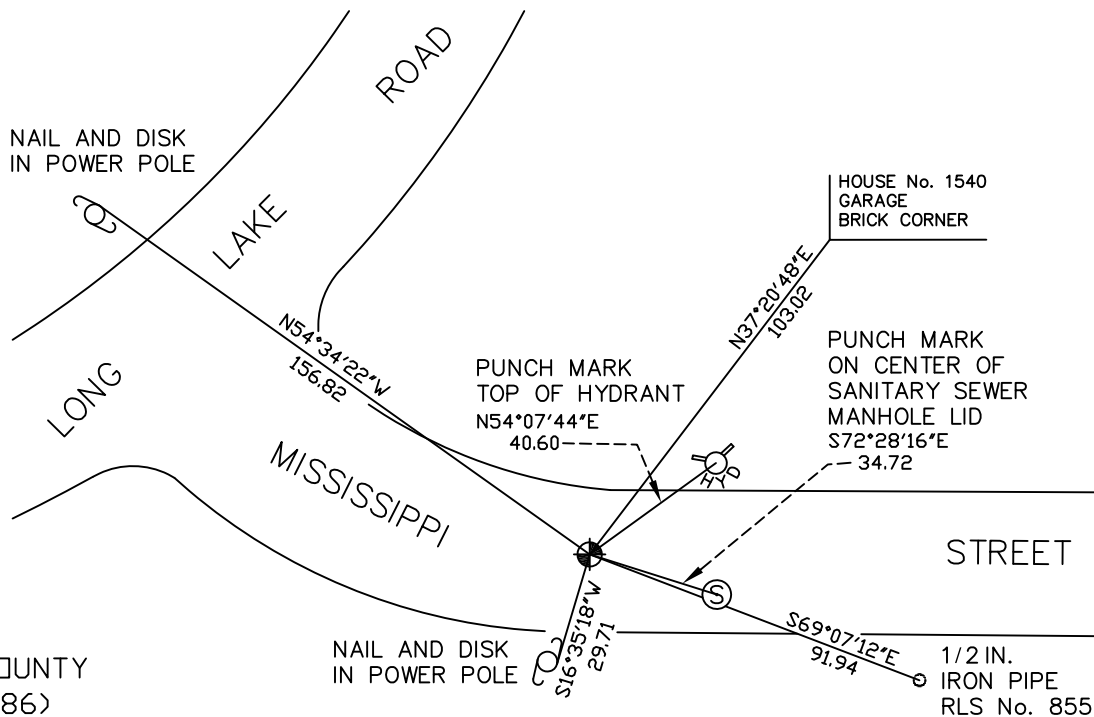 ROAD
NAIL AND DISK
IN POWER POLE
HOUSE No. 1540
GARAGE
BRICK CORNER
LAKE
N37°20'48"E
103.02
N54°34'22"W
156.82
PUNCH MARK
ON CENTER OF
SANITARY SEWER
MANHOLE LID
S72°28'16"E
34.72
PUNCH MARK
TOP OF HYDRANT
N54°07'44"E
40.60
LONG
HYD
MISSISSIPPI
STREET
S
S16°35'18"W
29.71
S69°07'12"E
91.94
NAIL AND DISK
IN POWER POLE
1/2 IN.
IRON PIPE
RLS No. 855
86)